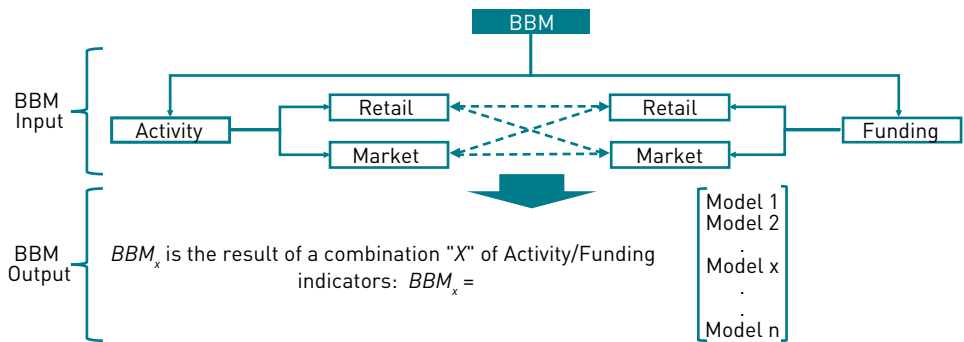 BBM
BBM
Input
Activity
Retail
Market
Retail
Market
Funding
BBM
Output
BBMx is the result of a combination "X" of Activity/Funding
indicators: BBMx =
Model 1
Model 2
.
Model x
.
.
Model n